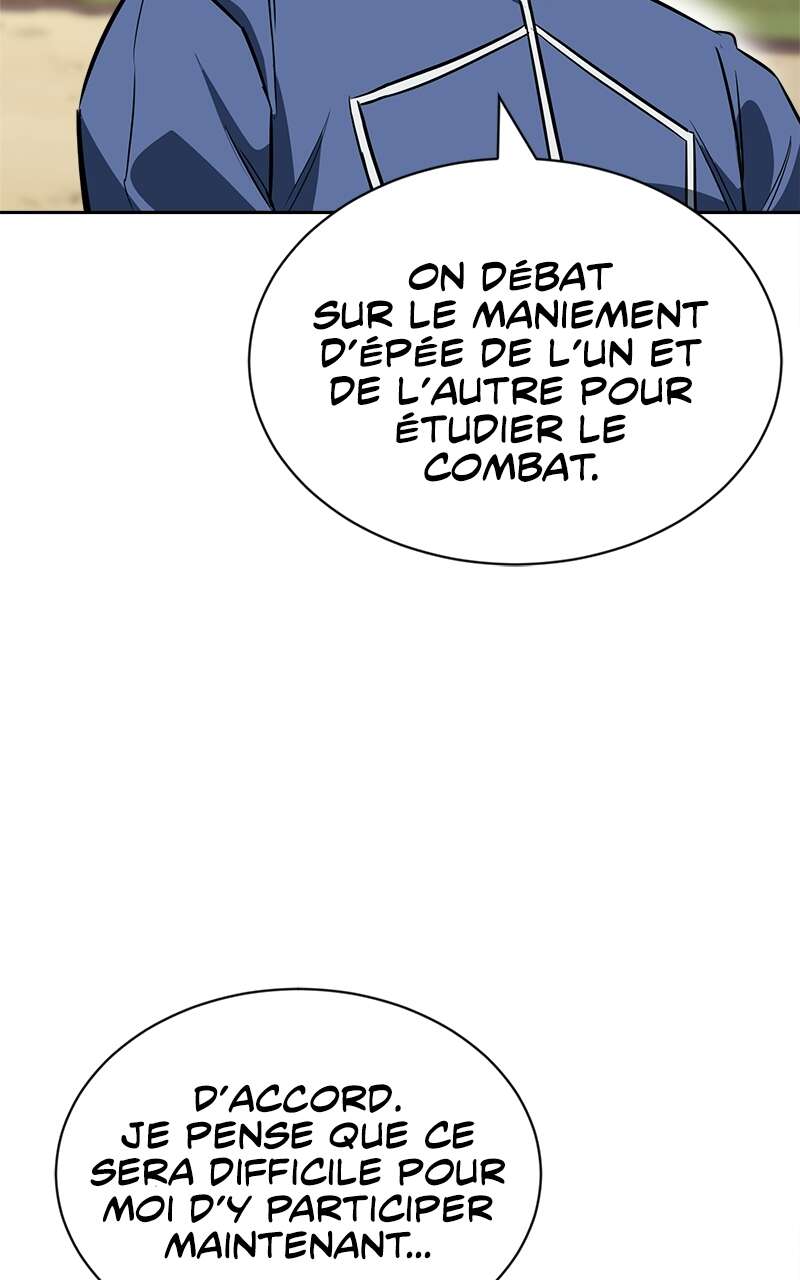 ON DÉBAT
SUR LE MANIEMENT
D'ÉPÉE DE L'UN ET
DE L'AUTRE POUR
ÉTUDIER LE
COMBAT.
D'ACCORD.
JE PENSE QUE CE
SERA DIFFICILE POUR
MOI D'Y PARTICIPER
MAINTENANT...